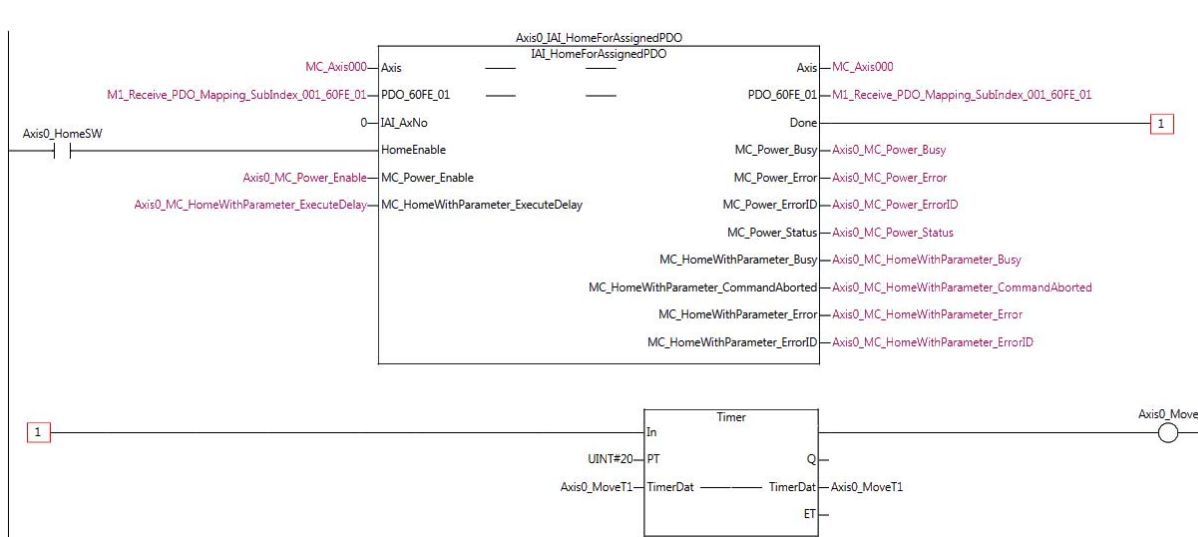 Axis0_IAI_HomeForAssignedPDO
IAI_HomeForAssignedPDO
MC_Axis000 Axis Axis MC_Axis000
M1_Receive_PDO_Mapping_SubIndex_001_60FE_01 PDO_60FE_01 PDO_60FE_01 M1_Receive_PDO_Mapping_SubIndex_001_60FE_01
0 IAI_AxNo Done 1
Axis0_HomeSW
HomeEnable MC_Power_Busy Axis0_MC_Power_Busy
Axis0_MC_Power_Enable MC_Power_Enable MC_Power_Error Axis0_MC_Power_Error
Axis0_MC_HomeWithParameter_ExecuteDelay MC_HomeWithParameter_ExecuteDelay MC_Power_ErrorID Axis0_MC_Power_ErrorID
MC_Power_Status Axis0_MC_Power_Status
MC_HomeWithParameter_Busy Axis0_MC_HomeWithParameter_Busy
MC_HomeWithParameter_CommandAborted Axis0_MC_HomeWithParameter_CommandAborted
MC_HomeWithParameter_Error Axis0_MC_HomeWithParameter_Error
MC_HomeWithParameter_ErrorID Axis0_MC_HomeWithParameter_ErrorID
Timer Axis0_Move
1 In
UINT#20 PT Q
Axis0_MoveT1 TimerDat TimerDat Axis0_MoveT1
ET